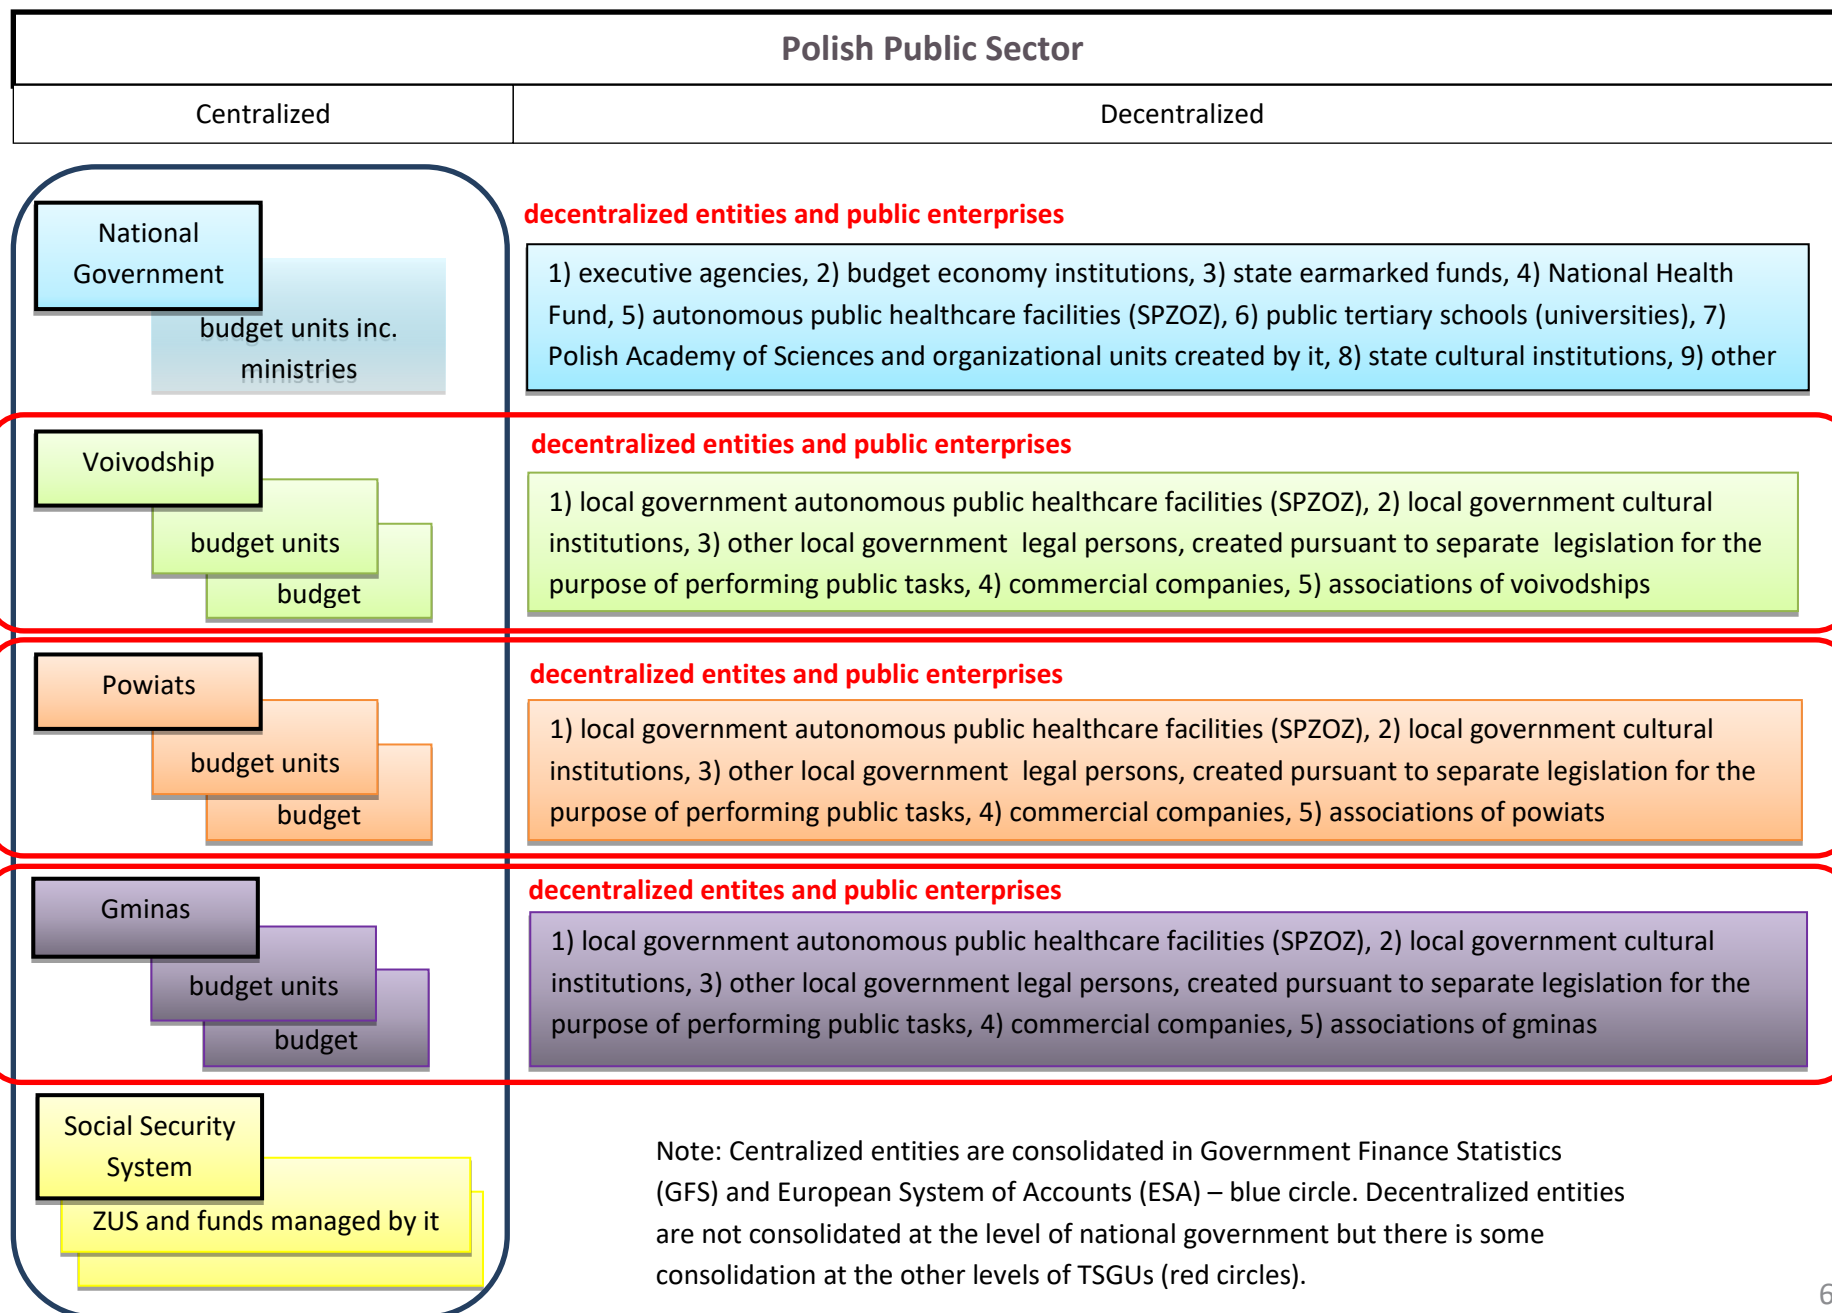 Polish Public Sector
Centralized
Decentralized
National
Government
budget units inc.
ministries
decentralized entities and public enterprises
1) executive agencies, 2) budget economy institutions, 3) state earmarked funds, 4) National Health
Fund, 5) autonomous public healthcare facilities (SPZOZ), 6) public tertiary schools (universities), 7)
Polish Academy of Sciences and organizational units created by it, 8) state cultural institutions, 9) other
Voivodship
budget units
budget
decentralized entities and public enterprises
1) local government autonomous public healthcare facilities (SPZOZ), 2) local government cultural
institutions, 3) other local government legal persons, created pursuant to separate legislation for the
purpose of performing public tasks, 4) commercial companies, 5) associations of voivodships
Powiats
budget units
budget
decentralized entites and public enterprises
1) local government autonomous public healthcare facilities (SPZOZ), 2) local government cultural
institutions, 3) other local government legal persons, created pursuant to separate legislation for the
purpose of performing public tasks, 4) commercial companies, 5) associations of powiats
Gminas
budget units
budget
decentralized entites and public enterprises
1) local government autonomous public healthcare facilities (SPZOZ), 2) local government cultural
institutions, 3) other local government legal persons, created pursuant to separate legislation for the
purpose of performing public tasks, 4) commercial companies, 5) associations of gminas
Social Security
System
ZUS and funds managed by it
Note: Centralized entities are consolidated in Government Finance Statistics
(GFS) and European System of Accounts (ESA) – blue circle. Decentralized entities
are not consolidated at the level of national government but there is some
consolidation at the other levels of TSGUs (red circles).
6